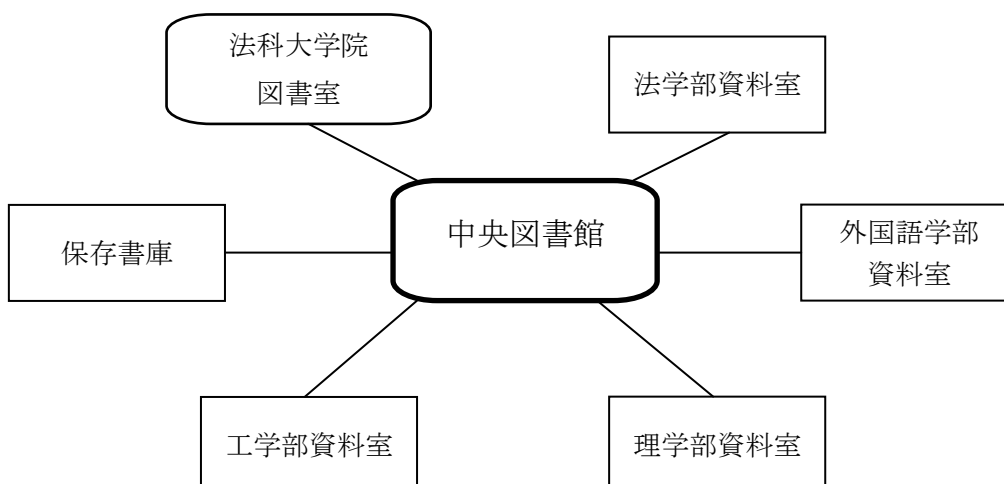 法科大学院
図書室
法学部資料室
中央図書館
保存書庫
外国語学部
資料室
工学部資料室
理学部資料室